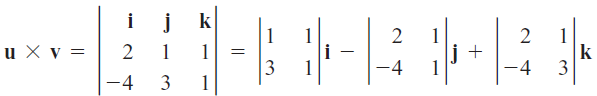 u × v = | i j k ; 2 1 1 ; −4 3 1 | = | 1 1 ; 3 1 | i − | 2 1 ; −4 1 | j + | 2 1 ; −4 3 | k